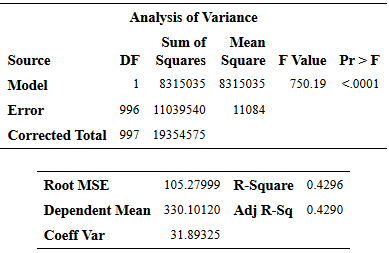 Analysis of Variance
Sum of Mean
Source DF Squares Square F Value Pr > F
Model 1 8315035 8315035 750.19 <.0001
Error 996 11039540 11084
Corrected Total 997 19354575
Root MSE 105.27999 R-Square 0.4296
Dependent Mean 330.10120 Adj R-Sq 0.4290
Coeff Var 31.89325